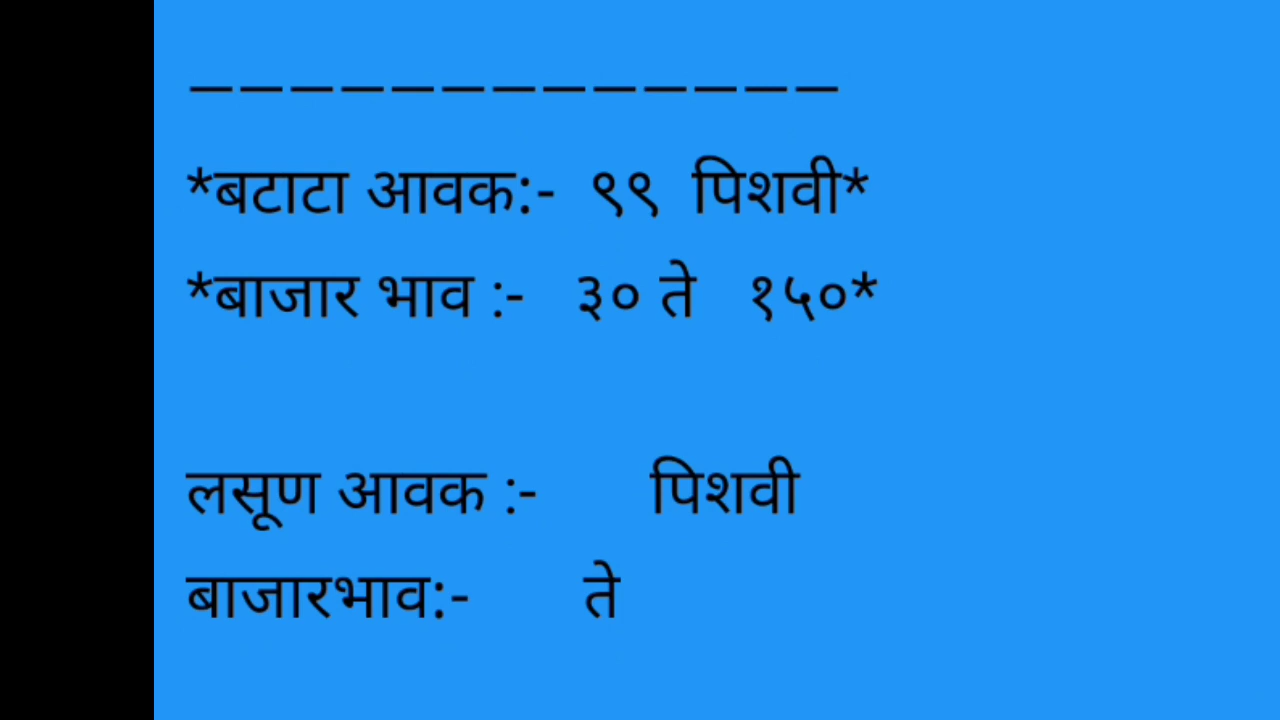 —————————————
*बटाटा आवक:- ९९ पिशवी*
*बाजार भाव :- ३० ते १५०*
लसूण आवक :- पिशवी
बाजारभाव:- ते